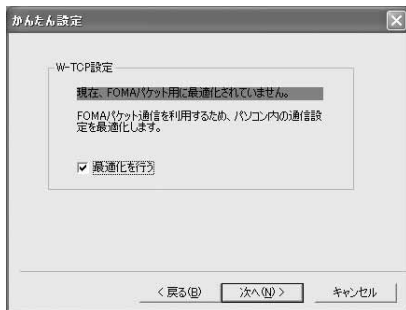 かんたん設定
W-TCP設定
現在、FOMAパケット用に最適化されていません。
FOMAパケット通信を利用するため、パソコン内の通信設
定を最適化します。
最適化を行う
< 戻る(B)
次へ(N) >
キャンセル